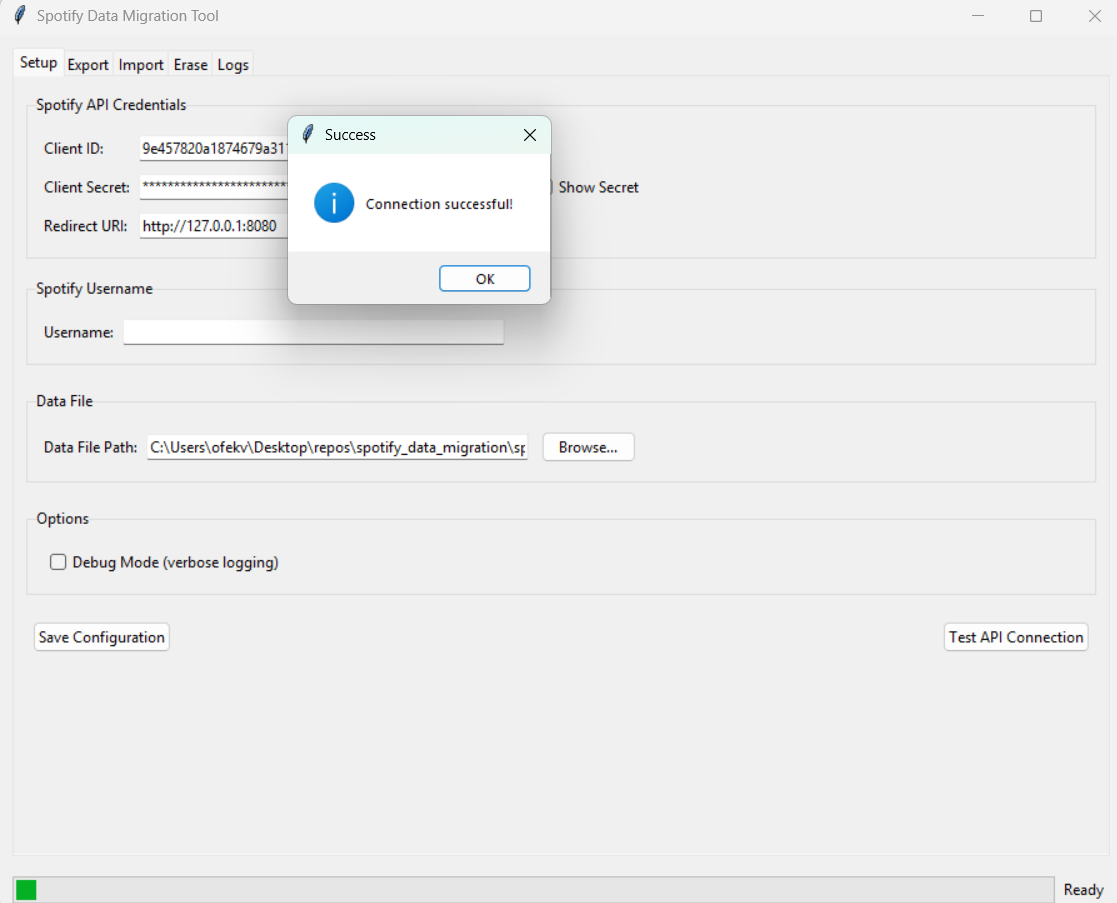 Spotify Data Migration Tool
Setup Export Import Erase Logs
Spotify API Credentials
Success
Client ID: 9e457820a1874679a31
Client Secret: ************************ Show Secret
Connection successful!
Redirect URI: http://127.0.0.1:8080
OK
Spotify Username
Username:
Data File
Data File Path: C:\Users\ofekv\Desktop\repos\spotify_data_migration\sp Browse...
Options
Debug Mode (verbose logging)
Save Configuration Test API Connection
Ready